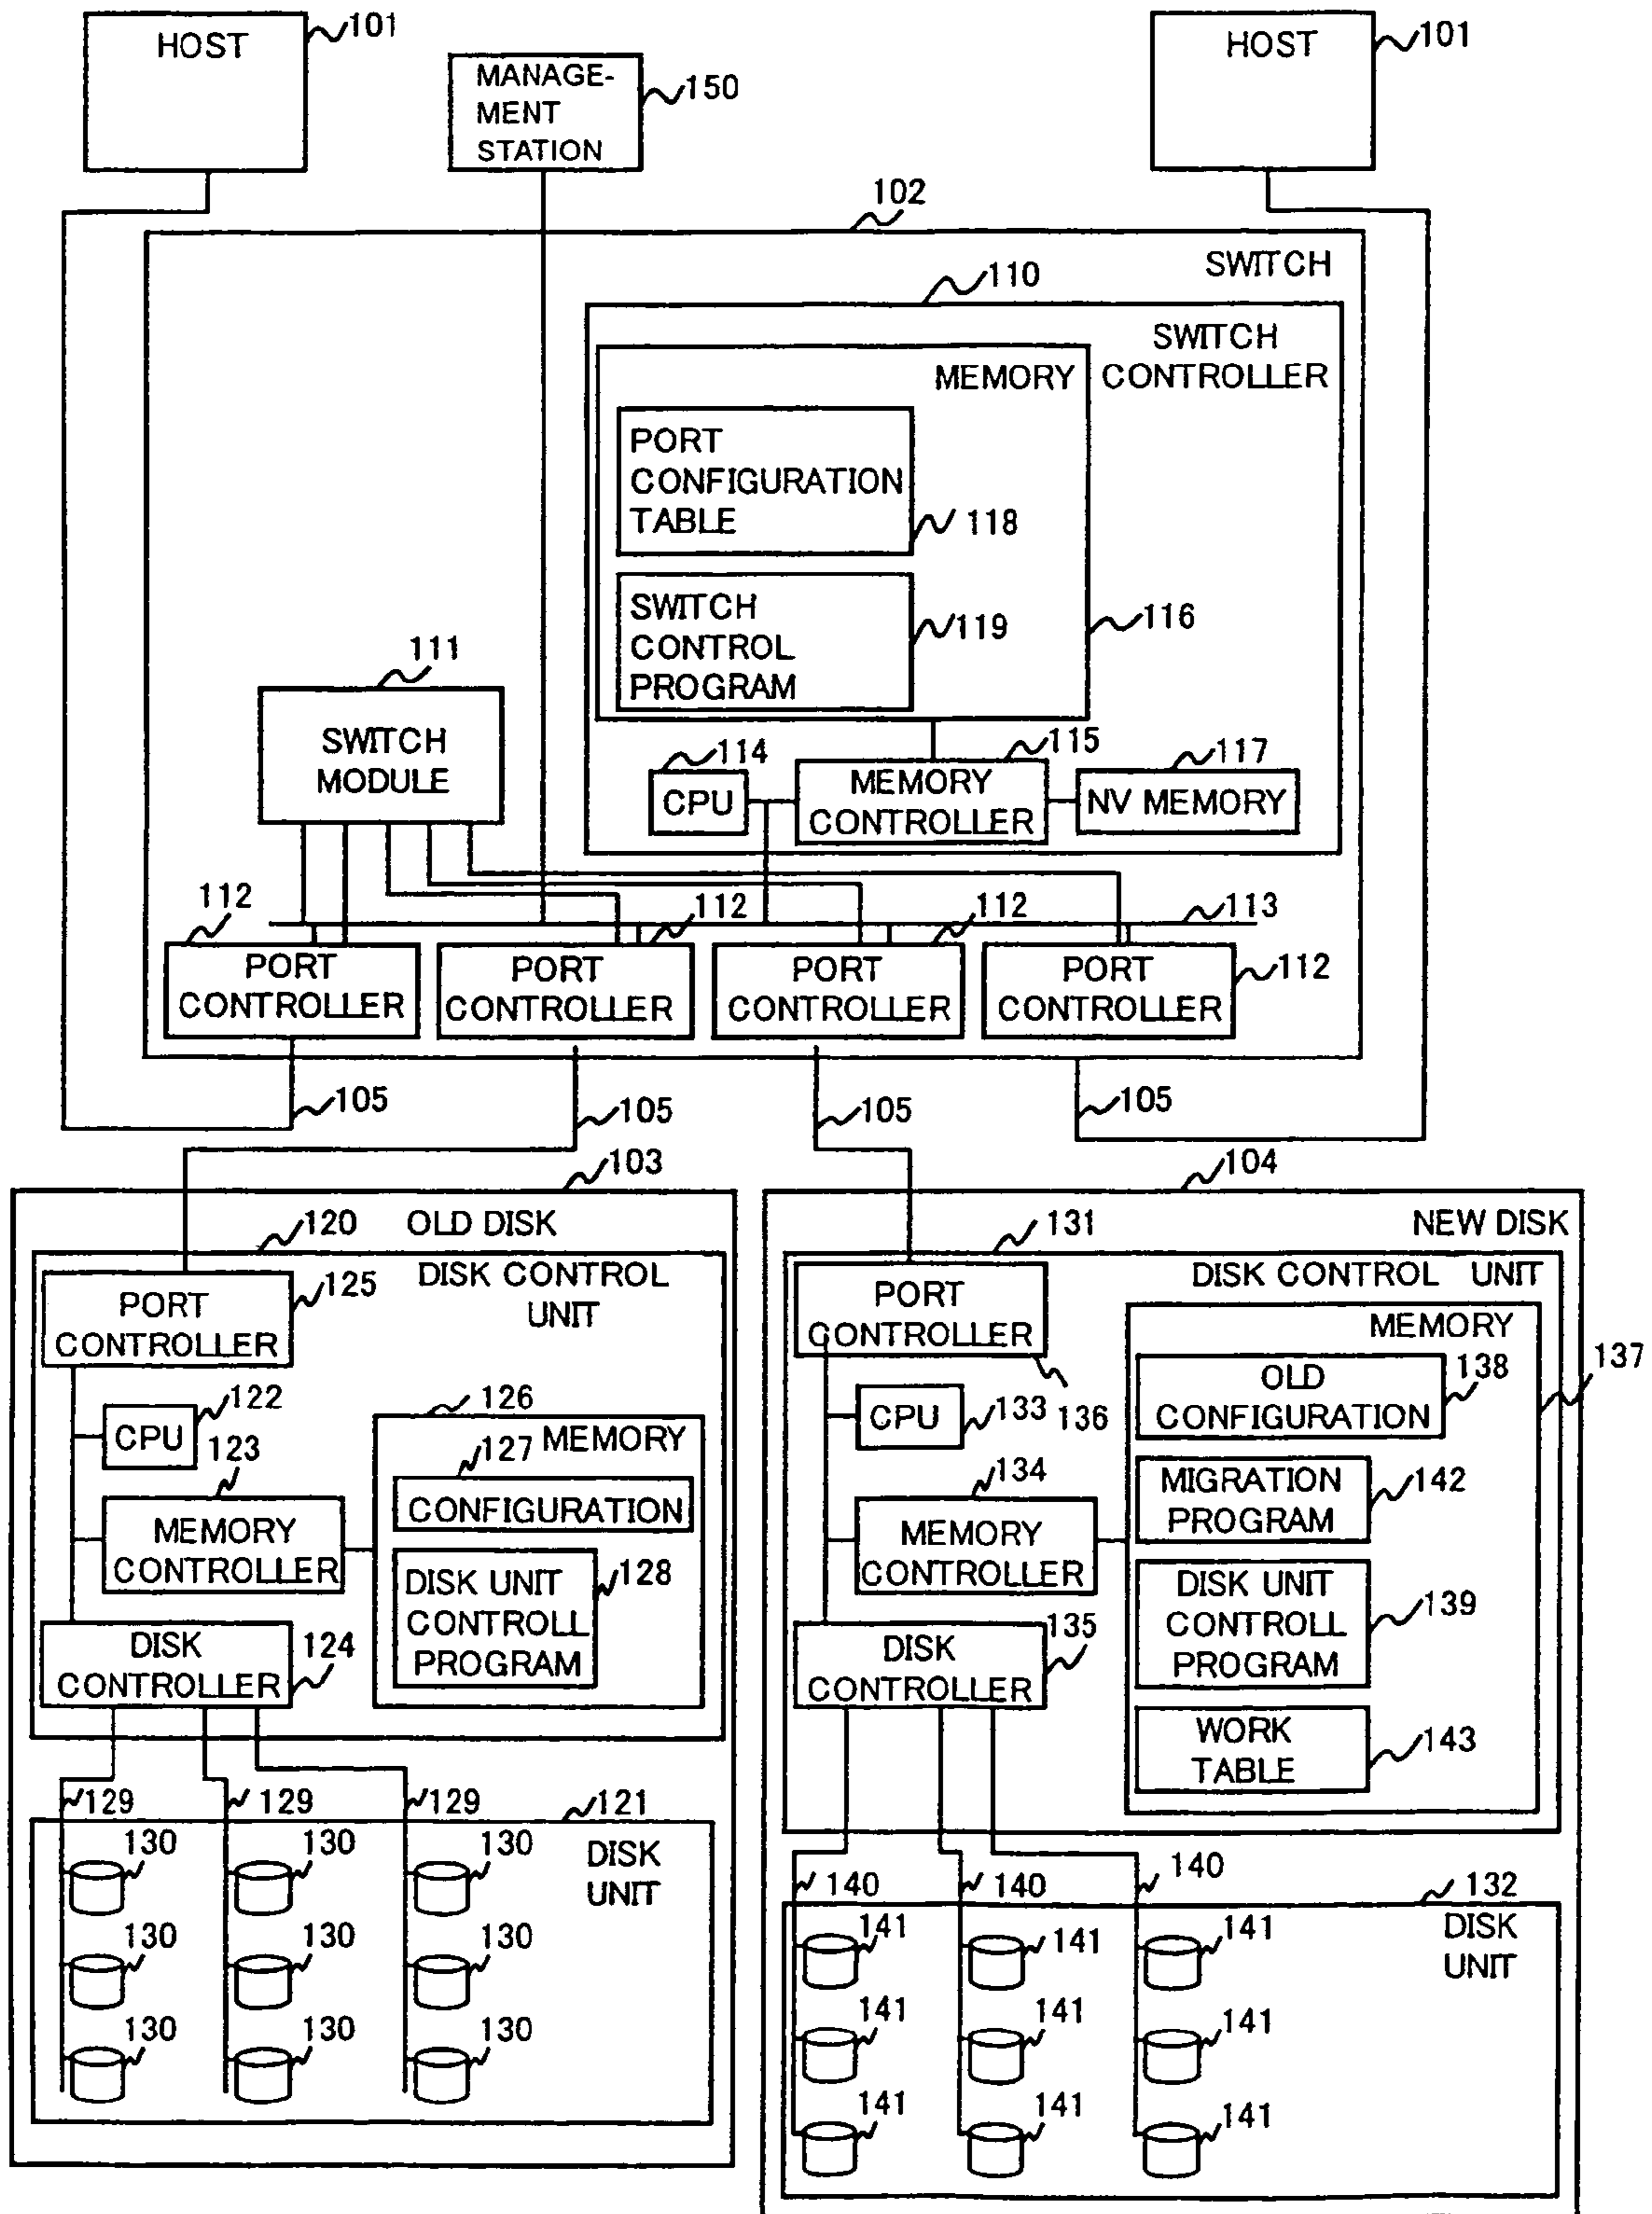 HOST
101
MANAGE-
MENT
STATION
150
HOST
101
102
SWITCH
110
SWITCH
CONTROLLER
MEMORY
PORT
CONFIGURATION
TABLE
118
SWITCH
CONTROL
PROGRAM
119
116
111
SWITCH
MODULE
114
CPU
115
MEMORY
CONTROLLER
117
NV MEMORY
112
112
112
113
PORT
CONTROLLER
PORT
CONTROLLER
PORT
CONTROLLER
PORT
CONTROLLER
112
105
105
105
105
103
OLD DISK
120
DISK CONTROL
UNIT
125
PORT
CONTROLLER
122
CPU
123
MEMORY
CONTROLLER
126
MEMORY
127
CONFIGURATION
DISK UNIT
CONTROLL
PROGRAM
128
DISK
CONTROLLER
124
129
129
129
121
DISK
UNIT
130
130
130
130
130
130
130
130
130
104
NEW DISK
131
DISK CONTROL UNIT
PORT
CONTROLLER
136
CPU
133
134
MEMORY
CONTROLLER
MEMORY
137
OLD
CONFIGURATION
138
MIGRATION
PROGRAM
142
DISK UNIT
CONTROLL
PROGRAM
139
WORK
TABLE
143
135
DISK
CONTROLLER
140
140
140
132
DISK
UNIT
141
141
141
141
141
141
141
141
141